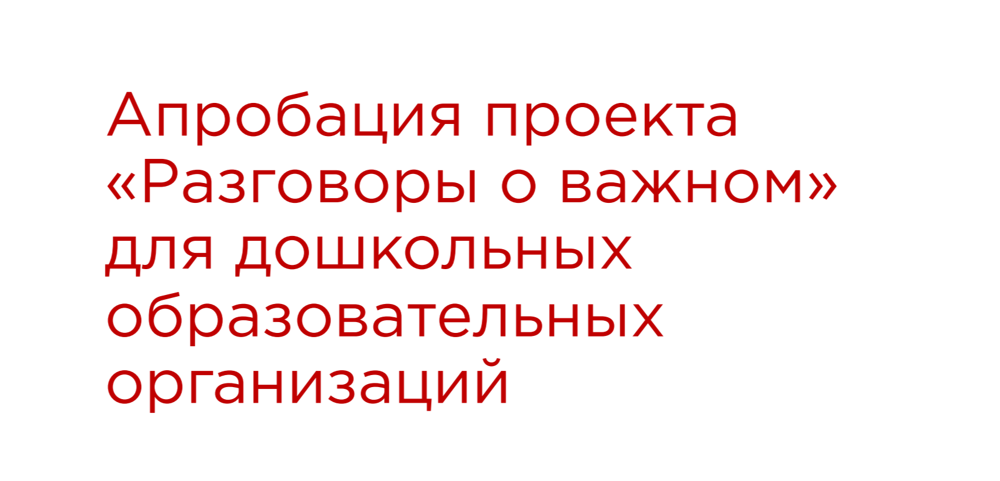 Апробация проекта
«Разговоры о важном»
для дошкольных
образовательных
организаций